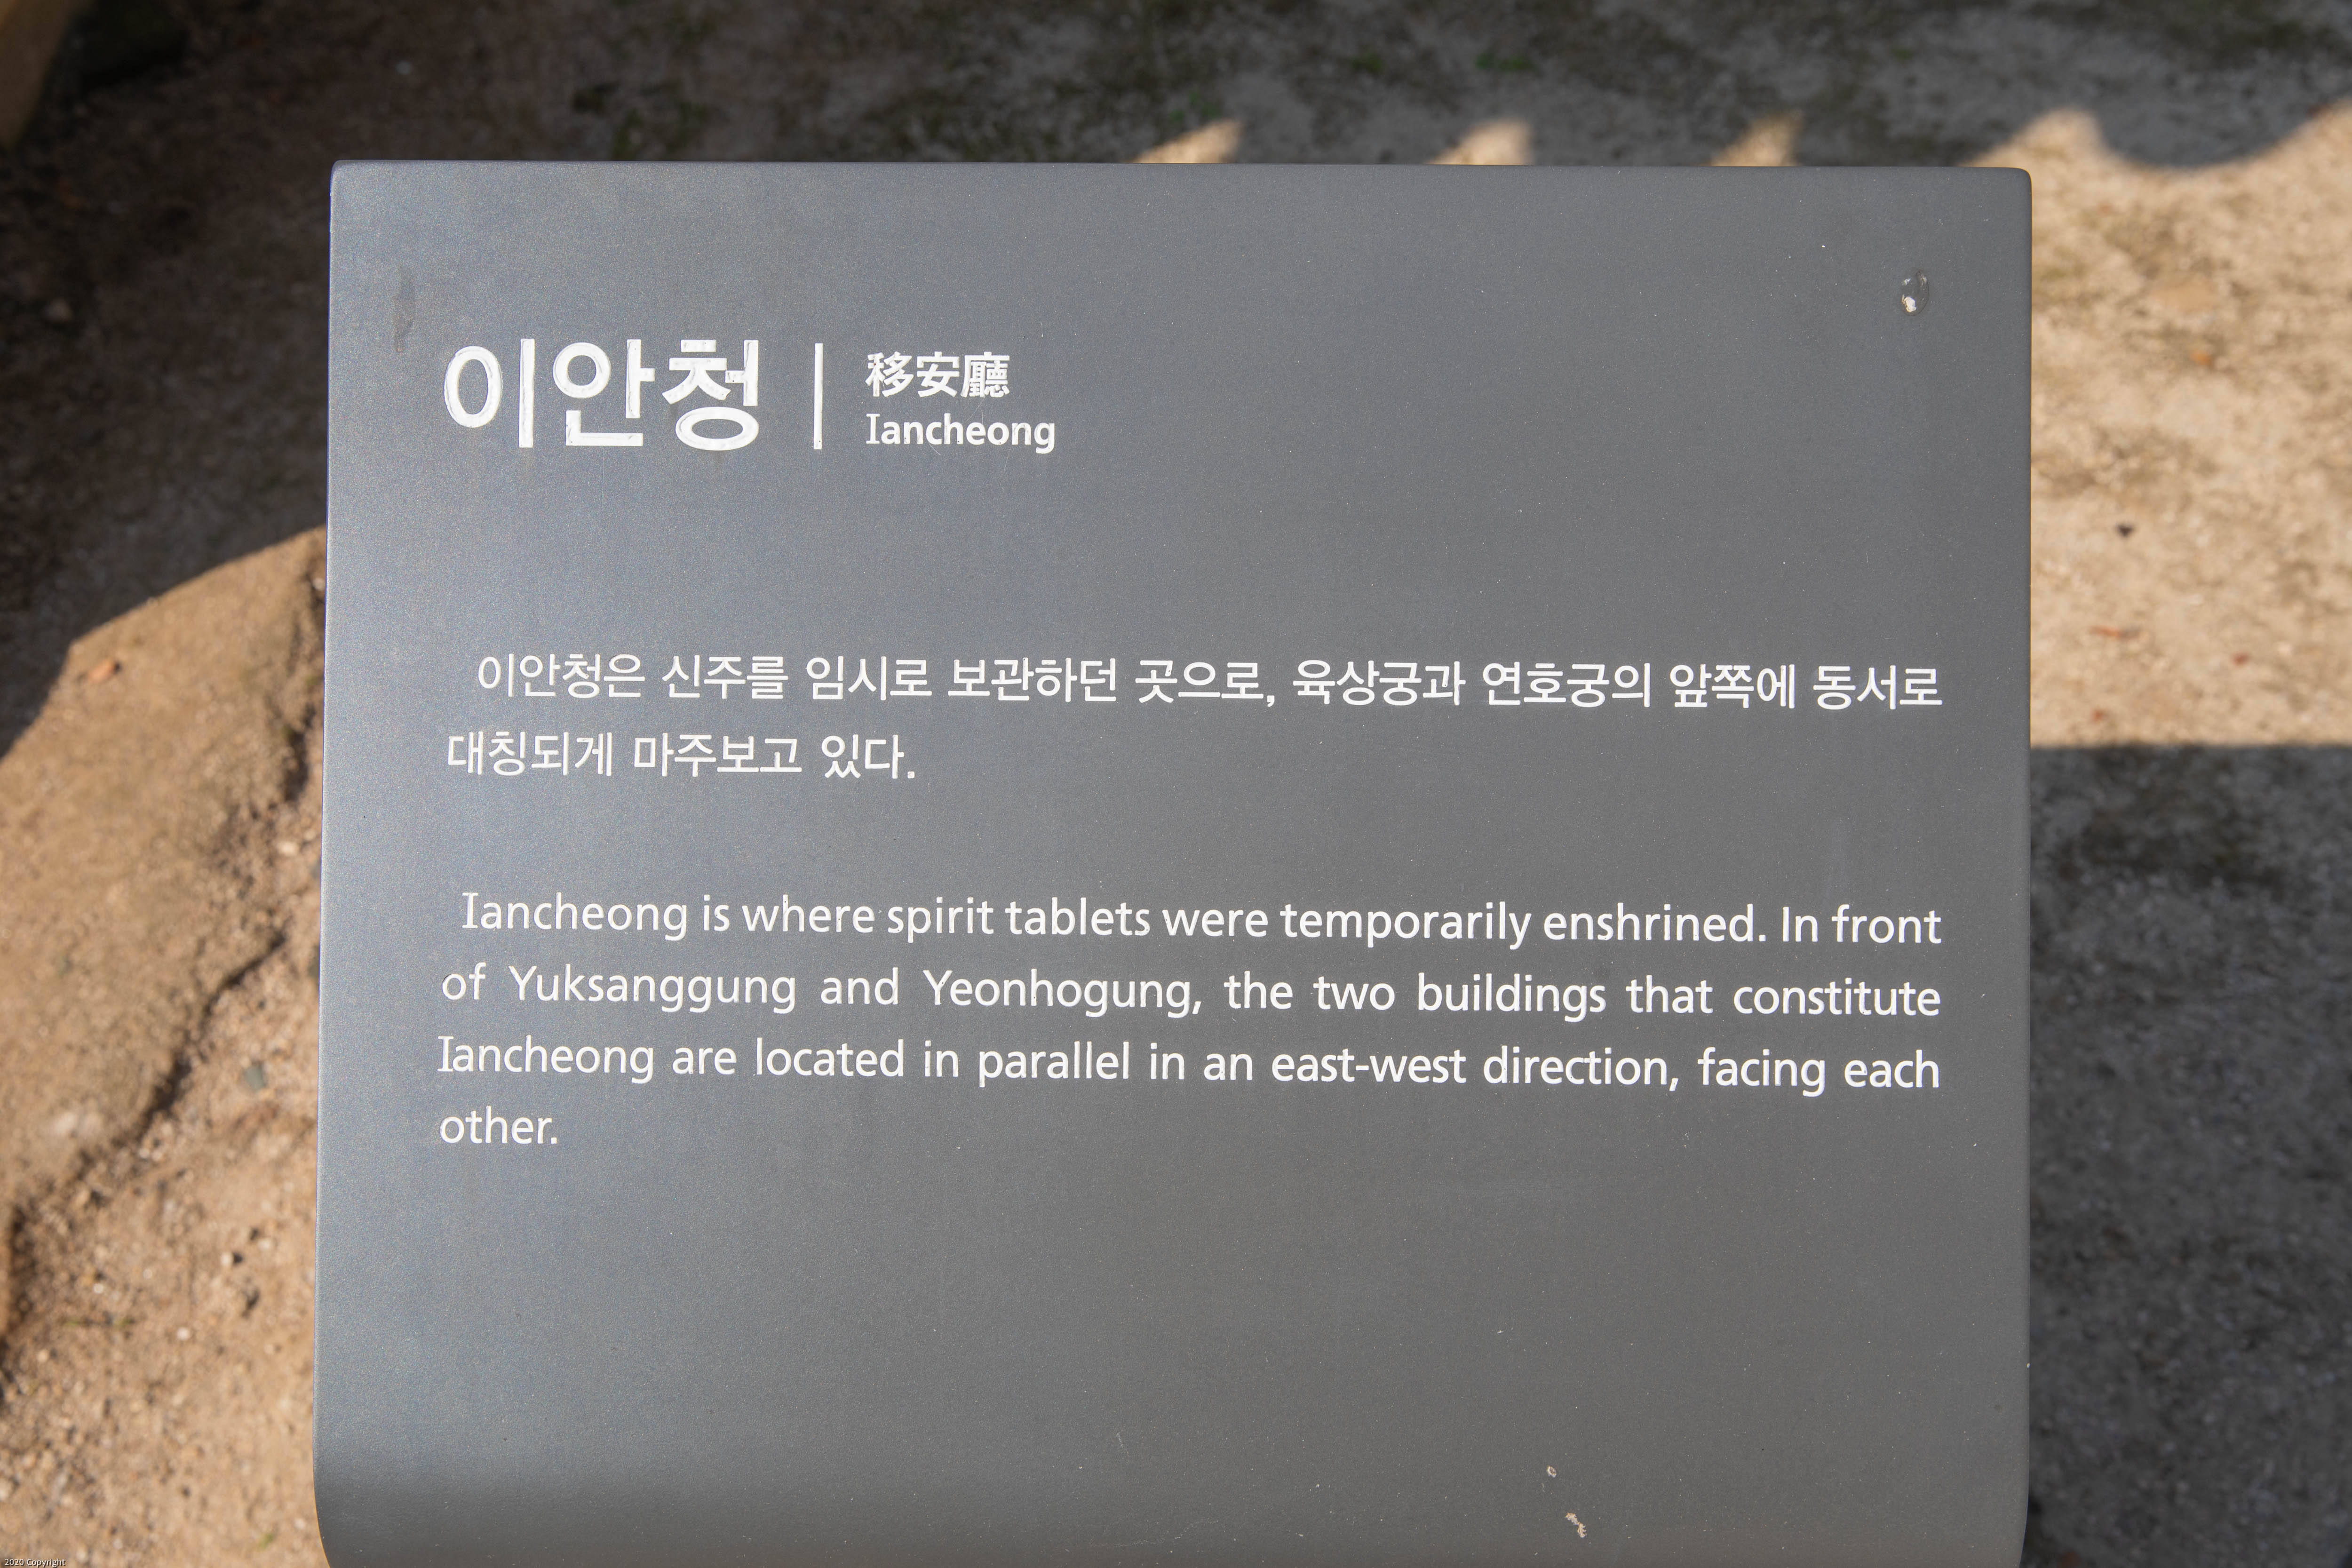 이안청 | 移安廳
Iancheong
이안청은 신주를 임시로 보관하던 곳으로, 육상궁과 연호궁의 앞쪽에 동서로
대칭되게 마주보고 있다.
Iancheong is where spirit tablets were temporarily enshrined. In front
of Yuksanggung and Yeonhogung, the two buildings that constitute
Iancheong are located in parallel in an east-west direction, facing each
other.
2020 Copyright